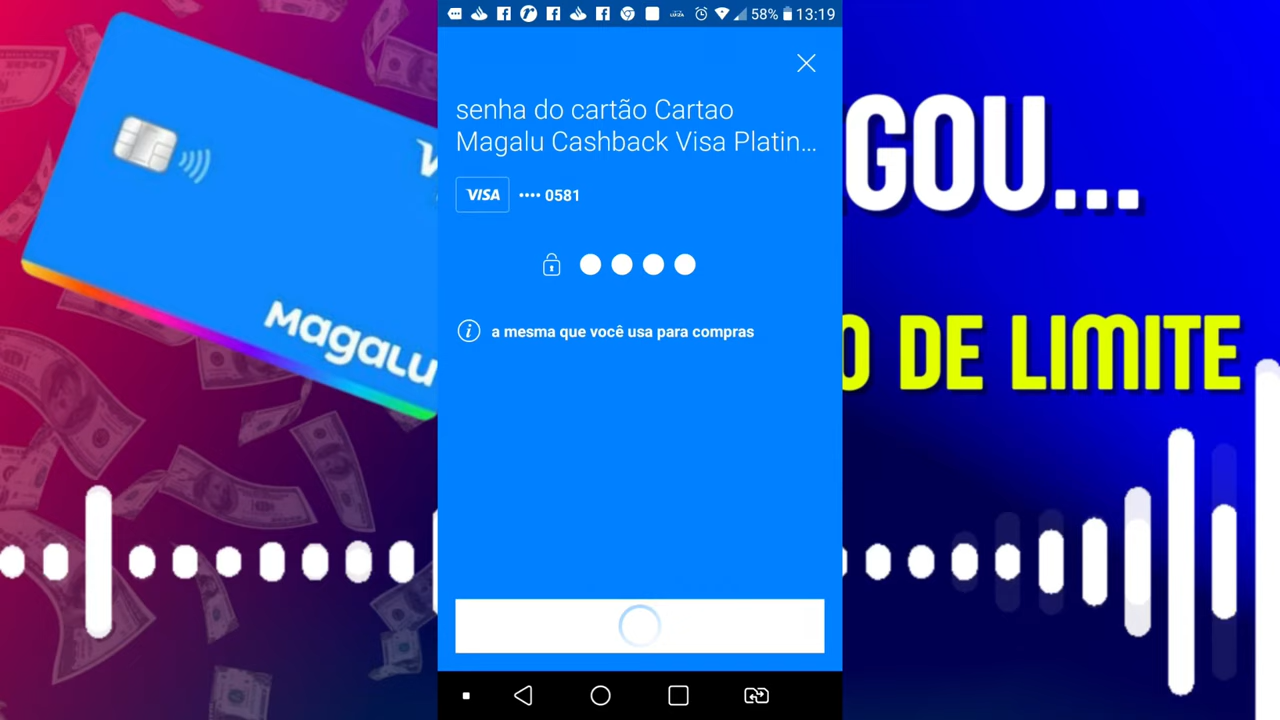 58% 13:19
senha do cartão Cartao
Magalu Cashback Visa Platin...
VISA •••• 0581
a mesma que você usa para compras
Magalu
GOU...
O DE LIMITE